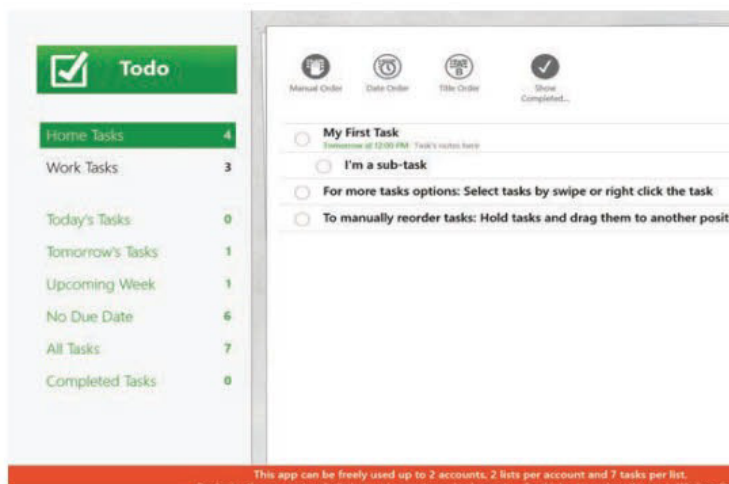 Todo
Home Tasks 4
Work Tasks 3
Today's Tasks 0
Tomorrow's Tasks 1
Upcoming Week 1
No Due Date 6
All Tasks 7
Completed Tasks 0
Manual Order
Date Order
Title Order
Show
Completed...
My First Task
Tomorrow at 12:00 PM Task's notes here
I'm a sub-task
For more tasks options: Select tasks by swipe or right click the task
To manually reorder tasks: Hold tasks and drag them to another posit
This app can be freely used up to 2 accounts, 2 lists per account and 7 tasks per list.